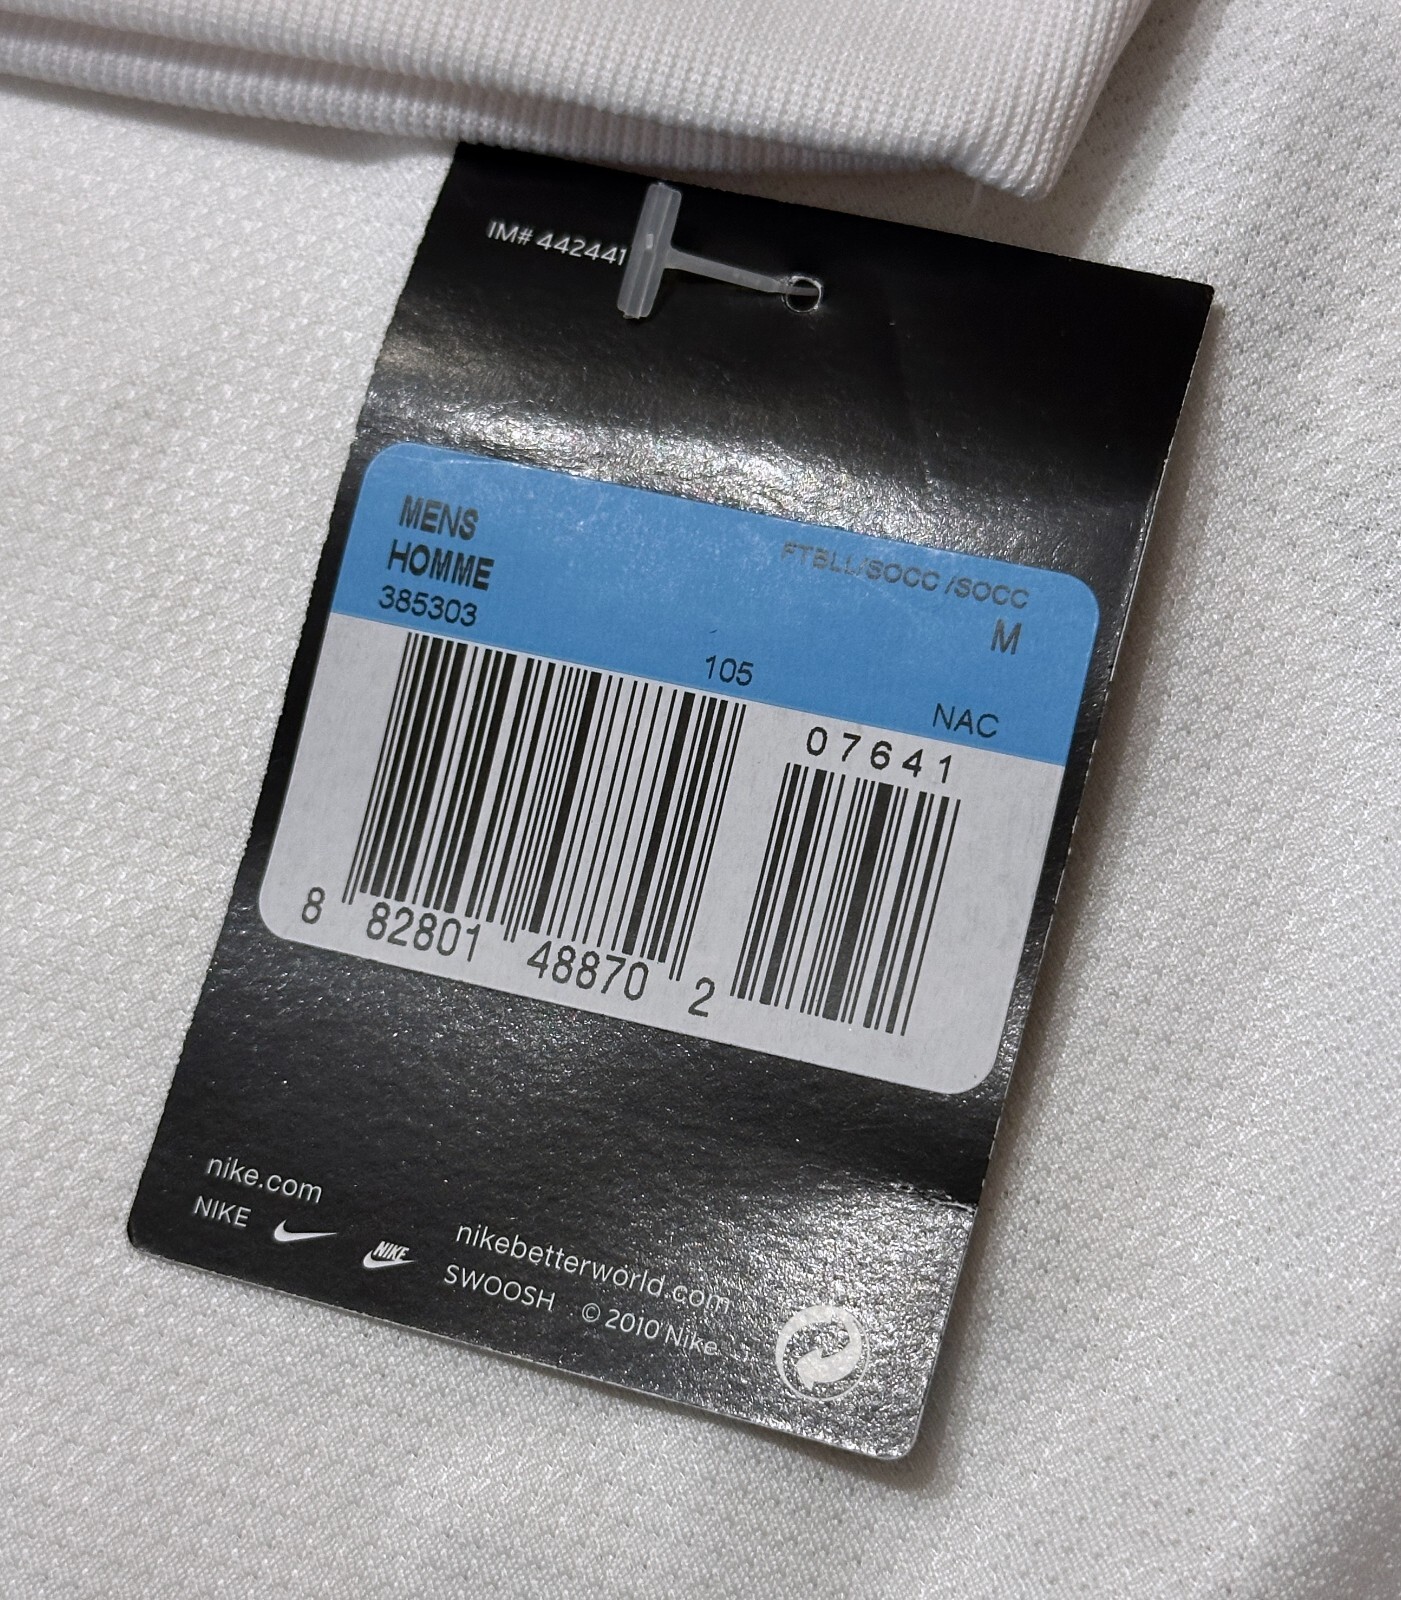 IM# 442441
MENS
HOMME
385303
FTBLL/SOCC /SOCC
M
105
NAC
07641
8 82801 48870 2
nike.com
NIKE
NIKE
nikebetterworld.com
SWOOSH © 2010 Nike